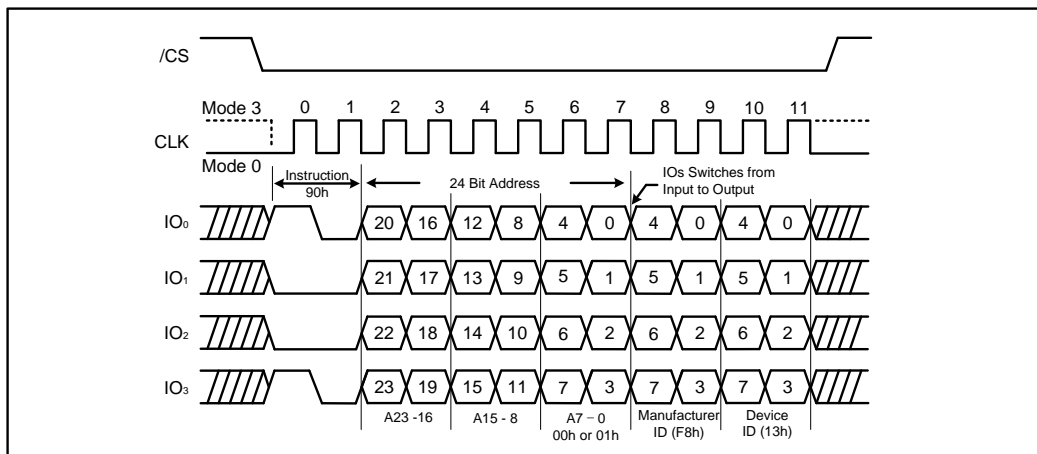 /CS
Mode 3 0 1 2 3 4 5 6 7 8 9 10 11
CLK
Mode 0
Instruction
90h
24 Bit Address
IOs Switches from
Input to Output
IO0 20 16 12 8 4 0 4 0 4 0
IO1 21 17 13 9 5 1 5 1 5 1
IO2 22 18 14 10 6 2 6 2 6 2
IO3 23 19 15 11 7 3 7 3 7 3
A23 -16 A15 - 8 A7 – 0 Manufacturer Device
00h or 01h ID (F8h) ID (13h)